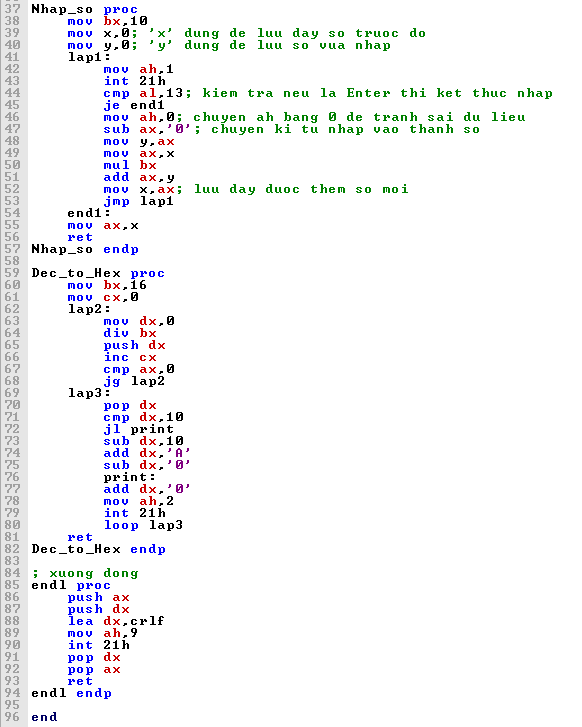 37 Nhap_so proc
38 mov bx,10
39 mov x,0; 'x' dung de luu day so truoc do
40 mov y,0; 'y' dung de luu so vua nhap
41 lap1:
42 mov ah,1
43 int 21h
44 cmp al,13; kiem tra neu la Enter thi ket thuc nhap
45 je end1
46 mov ah,0; chuyen ah bang 0 de tranh sai du lieu
47 sub ax,'0'; chuyen ki tu nhap vao thanh so
48 mov y,ax
49 mov ax,x
50 mul bx
51 add ax,y
52 mov x,ax; luu day duoc them so moi
53 jmp lap1
54 end1:
55 mov ax,x
56 ret
57 Nhap_so endp
58
59 Dec_to_Hex proc
60 mov bx,16
61 mov cx,0
62 lap2:
63 mov dx,0
64 div bx
65 push dx
66 inc cx
67 cmp ax,0
68 jg lap2
69 lap3:
70 pop dx
71 cmp dx,10
72 jl print
73 sub dx,10
74 add dx,'A'
75 sub dx,'0'
76 print:
77 add dx,'0'
78 mov ah,2
79 int 21h
80 loop lap3
81 ret
82 Dec_to_Hex endp
83
84 ; xuong dong
85 endl proc
86 push ax
87 push dx
88 lea dx,crlf
89 mov ah,9
90 int 21h
91 pop dx
92 pop ax
93 ret
94 endl endp
95
96 end